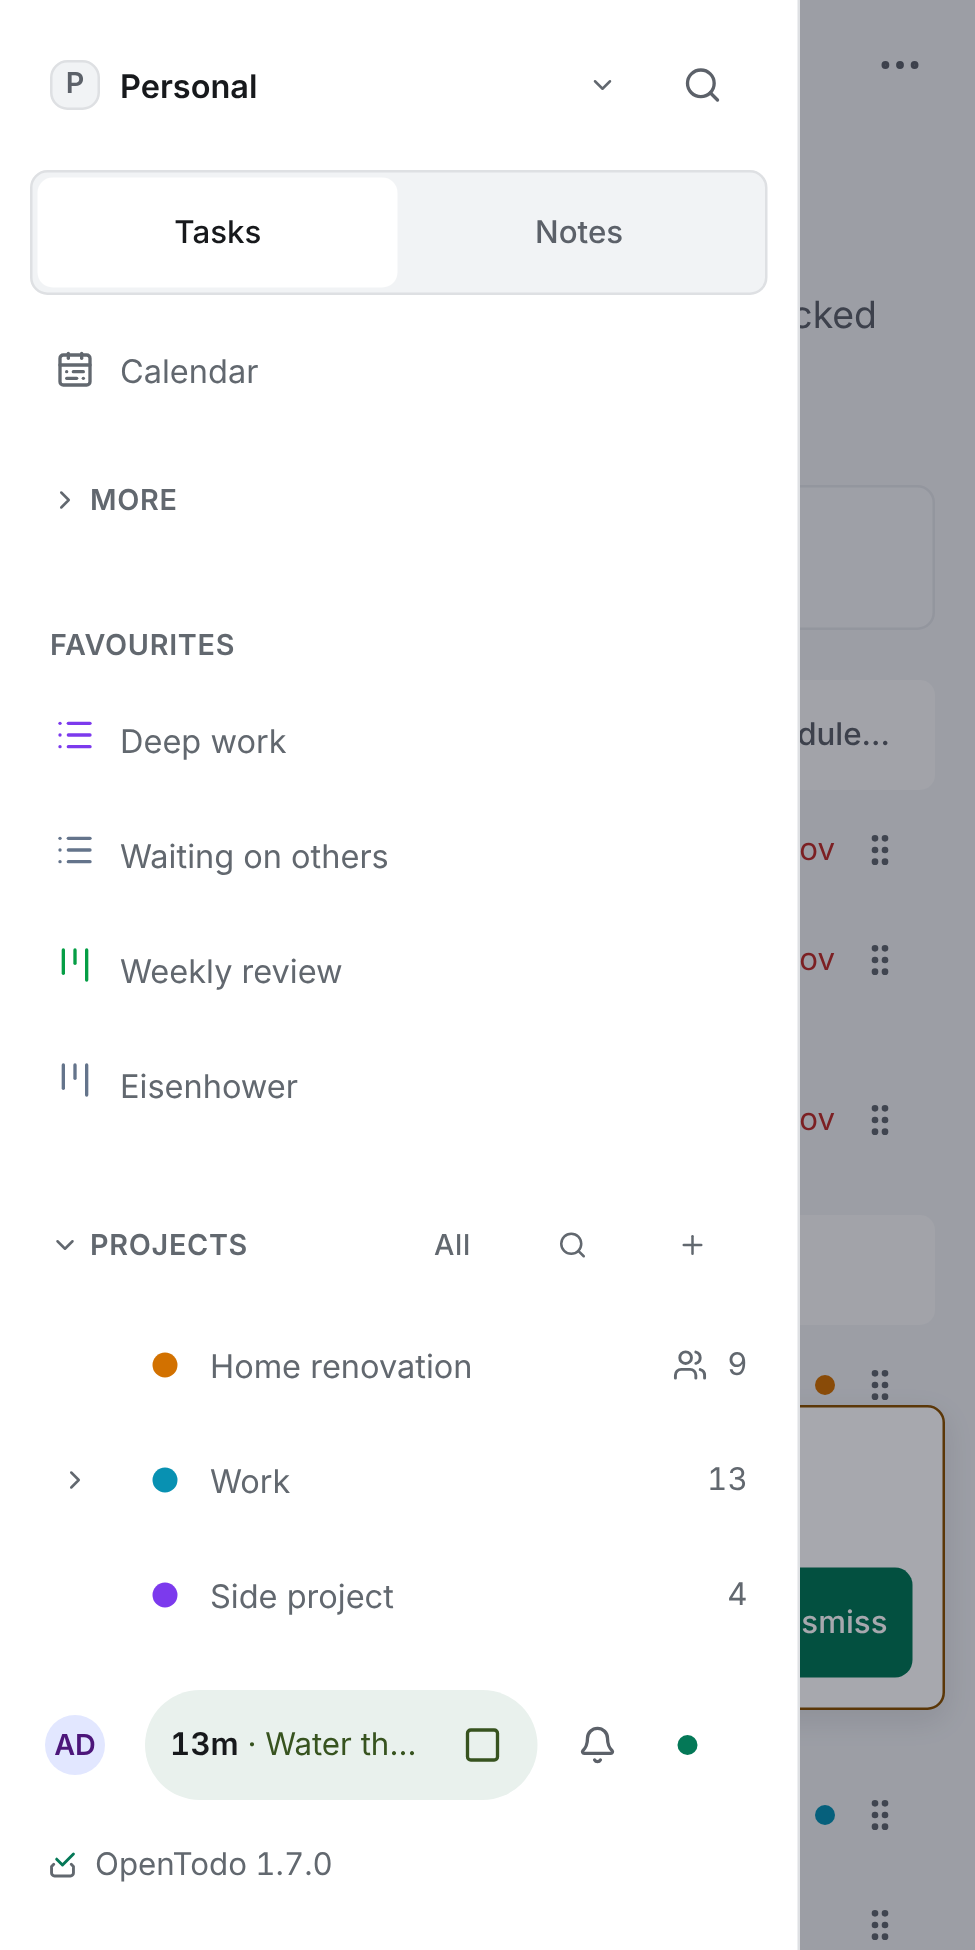 P Personal
Tasks Notes
cked
Calendar
MORE
FAVOURITES
Deep work
dule...
Waiting on others
ov
Weekly review
ov
Eisenhower
ov
PROJECTS All
Home renovation 9
Work 13
Side project 4
smiss
AD 13m · Water th...
OpenTodo 1.7.0